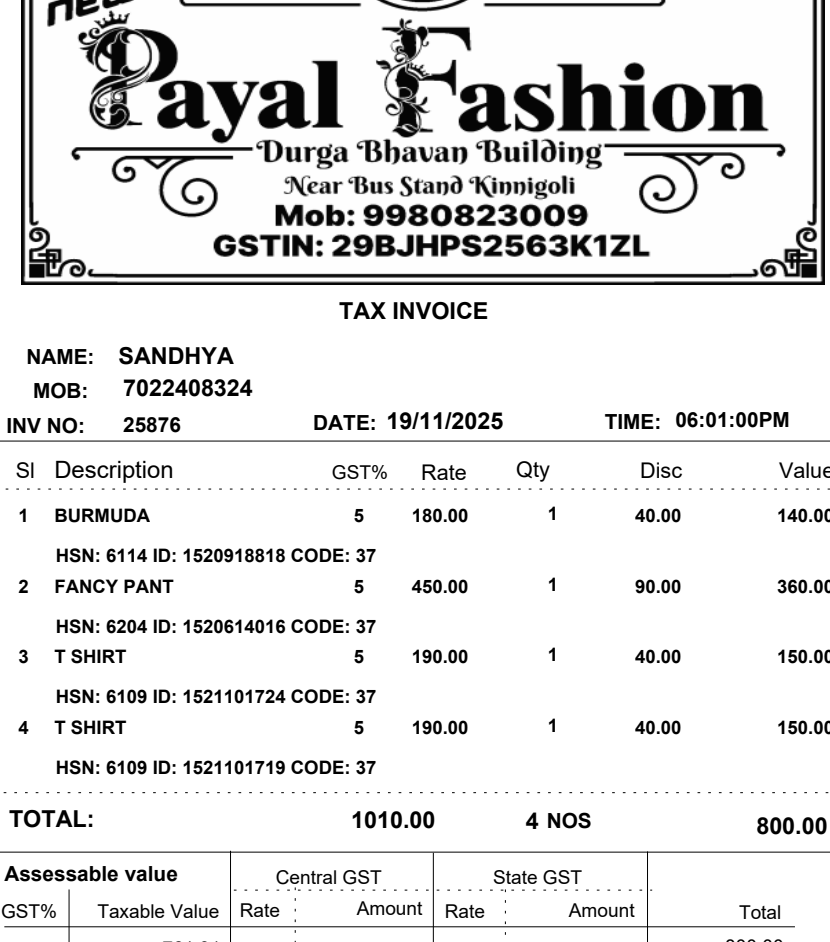 new
Payal Fashion
Durga Bhavan Building
Near Bus Stand Kinnigoli
Mob: 9980823009
GSTIN: 29BJHPS2563K1ZL
TAX INVOICE
NAME: SANDHYA
MOB: 7022408324
INV NO: 25876 DATE: 19/11/2025 TIME: 06:01:00PM
Sl Description GST% Rate Qty Disc Value
1 BURMUDA 5 180.00 1 40.00 140.00
HSN: 6114 ID: 1520918818 CODE: 37
2 FANCY PANT 5 450.00 1 90.00 360.00
HSN: 6204 ID: 1520614016 CODE: 37
3 T SHIRT 5 190.00 1 40.00 150.00
HSN: 6109 ID: 1521101724 CODE: 37
4 T SHIRT 5 190.00 1 40.00 150.00
HSN: 6109 ID: 1521101719 CODE: 37
TOTAL: 1010.00 4 NOS 800.00
Assessable value Central GST State GST
GST% Taxable Value Rate Amount Rate Amount Total